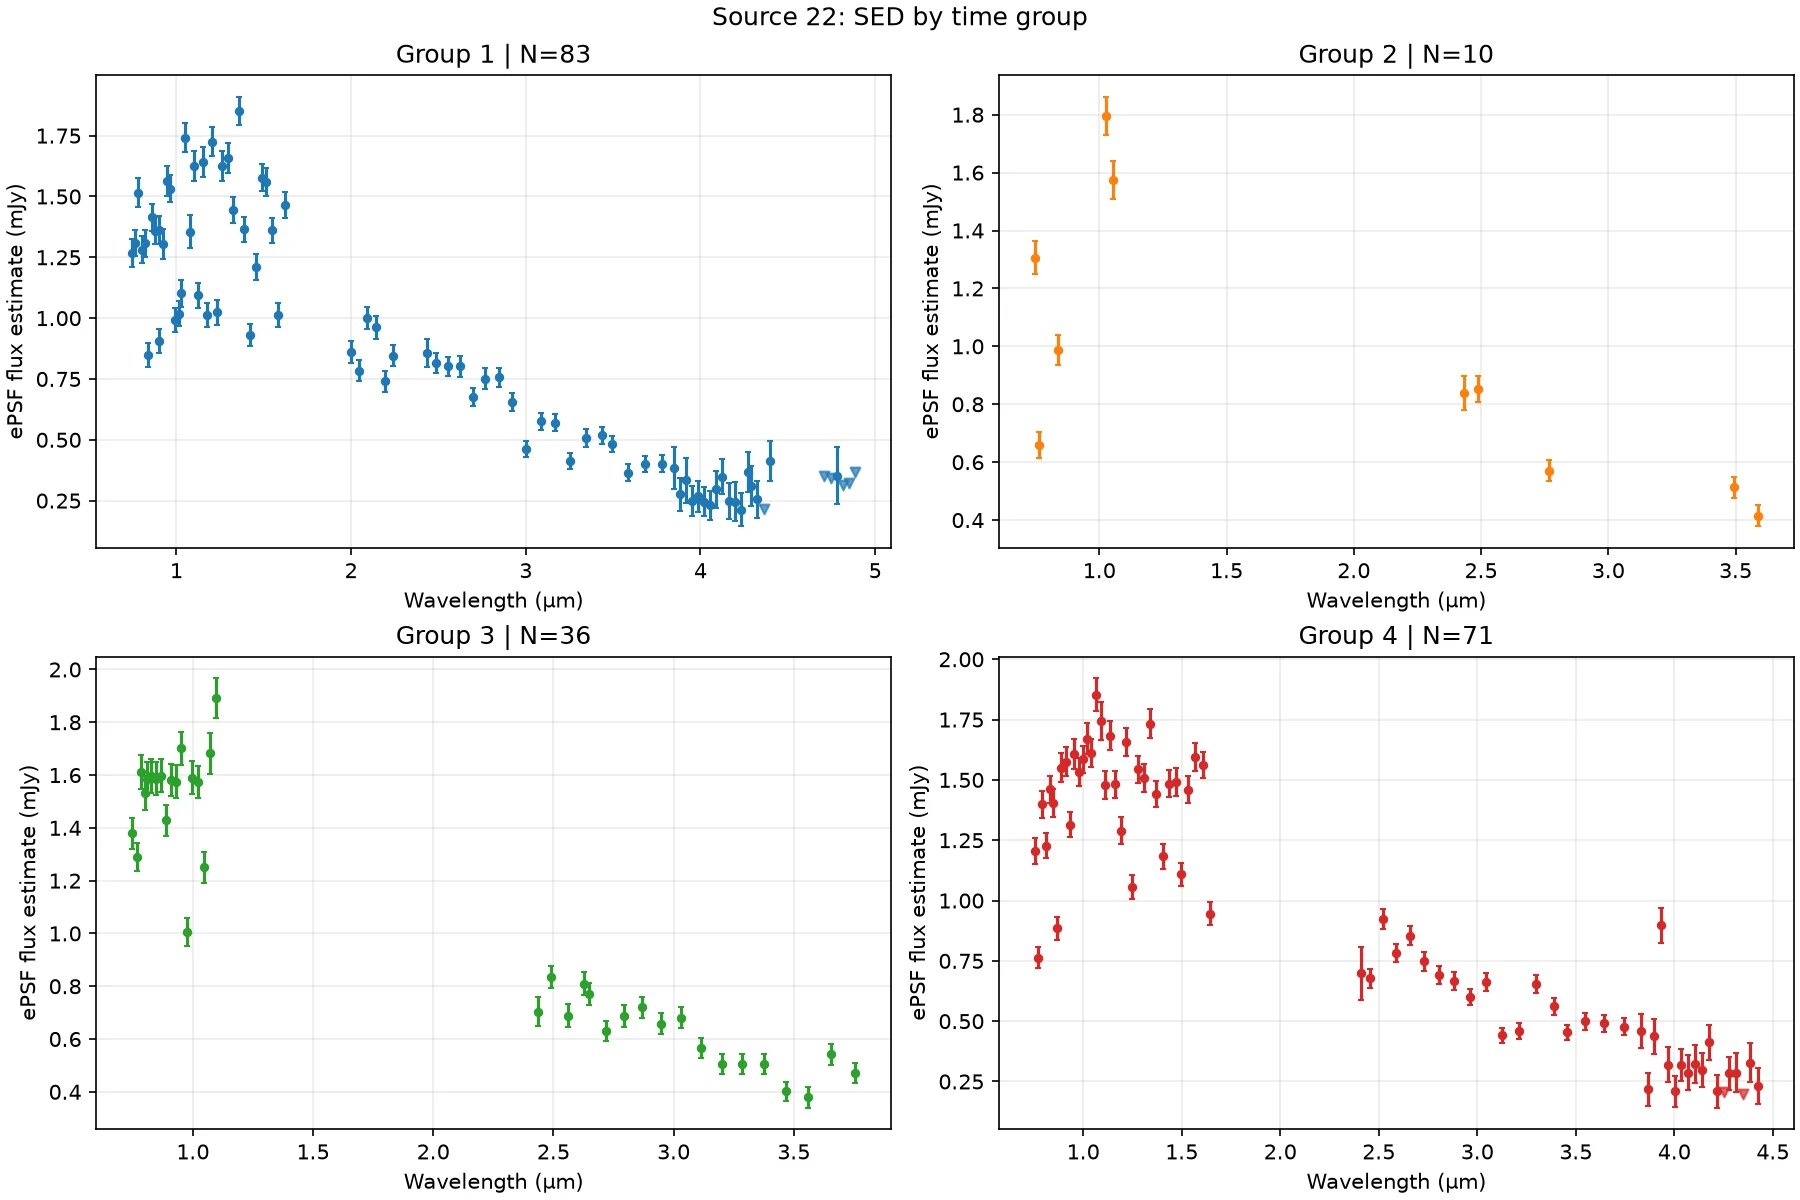 Source 22: SED by time group
Group 1 | N=83
ePSF flux estimate (mJy)
1.75
1.50
1.25
1.00
0.75
0.50
0.25
1 2 3 4 5
Wavelength (µm)
Group 2 | N=10
ePSF flux estimate (mJy)
1.8
1.6
1.4
1.2
1.0
0.8
0.6
0.4
1.0 1.5 2.0 2.5 3.0 3.5
Wavelength (µm)
Group 3 | N=36
ePSF flux estimate (mJy)
2.0
1.8
1.6
1.4
1.2
1.0
0.8
0.6
0.4
1.0 1.5 2.0 2.5 3.0 3.5
Wavelength (µm)
Group 4 | N=71
ePSF flux estimate (mJy)
2.00
1.75
1.50
1.25
1.00
0.75
0.50
0.25
1.0 1.5 2.0 2.5 3.0 3.5 4.0 4.5
Wavelength (µm)